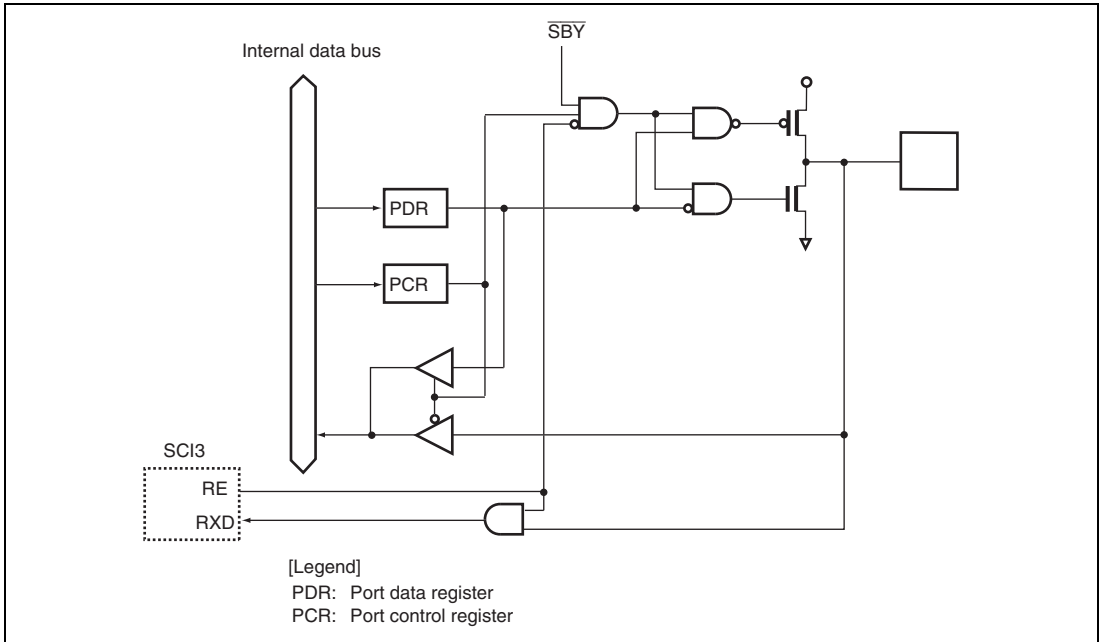 SBY
Internal data bus
PDR
PCR
SCI3
RE
RXD
[Legend]
PDR: Port data register
PCR: Port control register